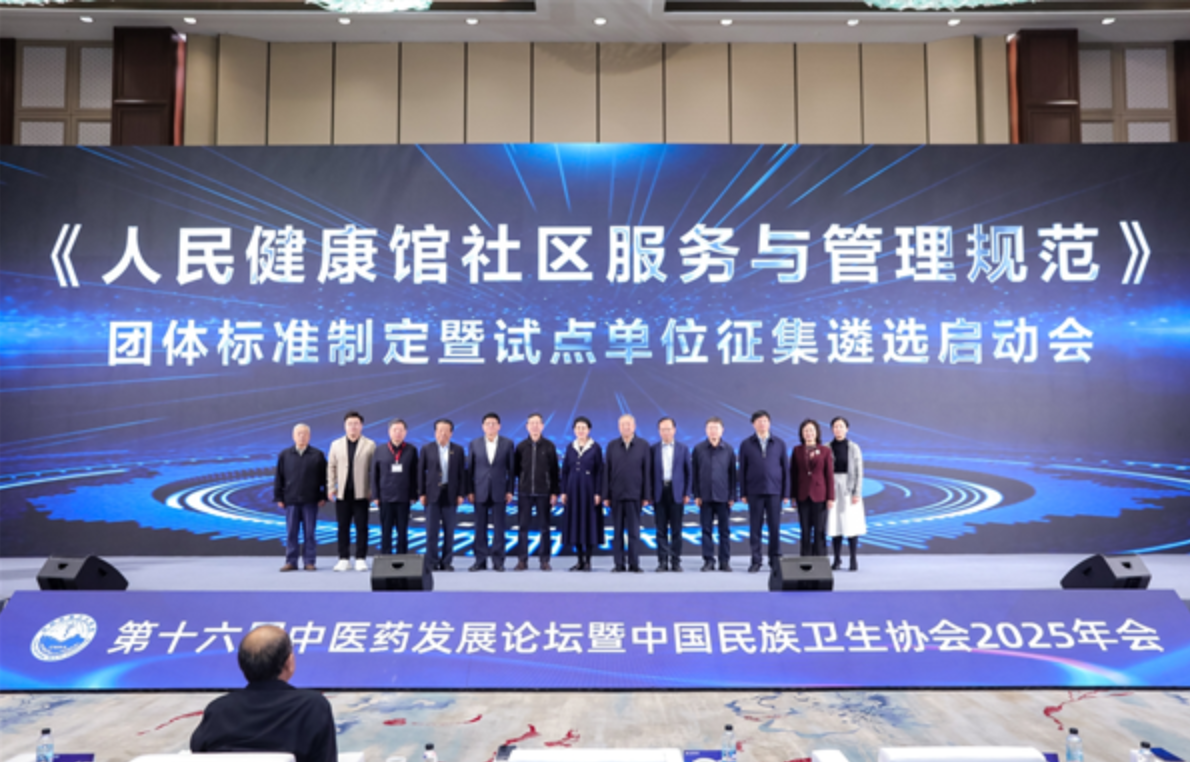 《人民健康馆社区服务与管理规范》
团体标准制定暨试点单位征集遴选启动会
第十六届中医药发展论坛暨中国民族卫生协会2025年会